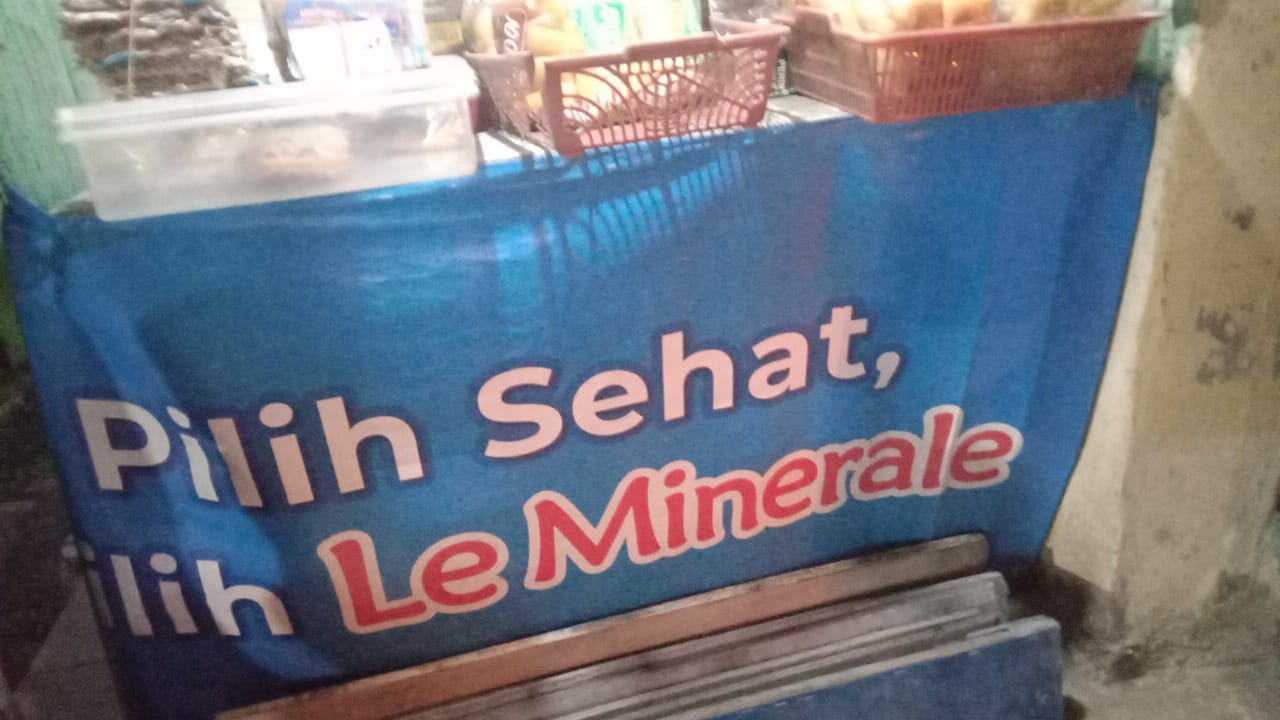 Pilih Sehat,
ilih Le Minerale